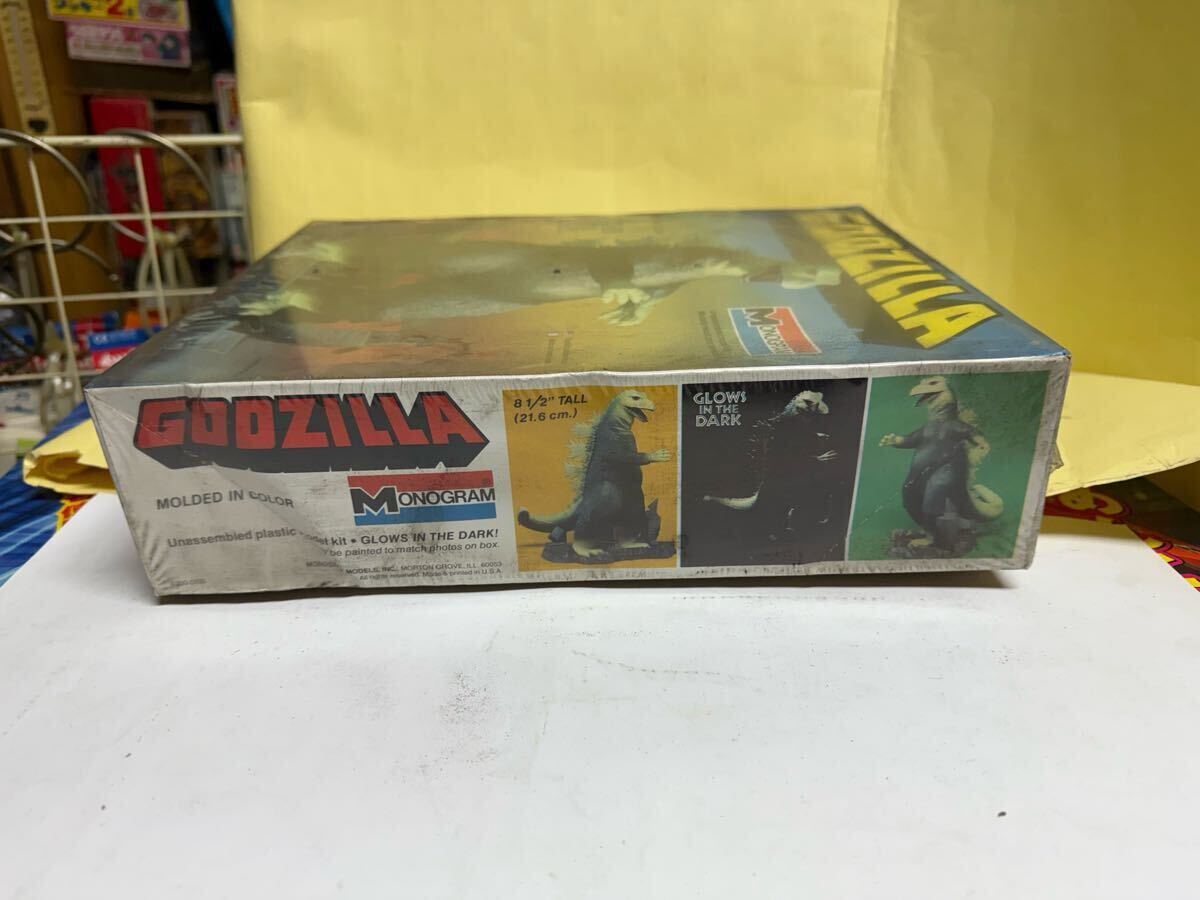 GODZILLA
MONOGRAM
GODZILLA
MONOGRAM®
MOLDED IN COLOR
Unassembled plastic model kit • GLOWS IN THE DARK!
be painted to match photos on box.
MODELS, INC., MORTON GROVE, ILL. 60053
All rights reserved. Made & printed in U.S.A.
8 1/2" TALL
(21.6 cm.)
GLOWS
IN THE
DARK